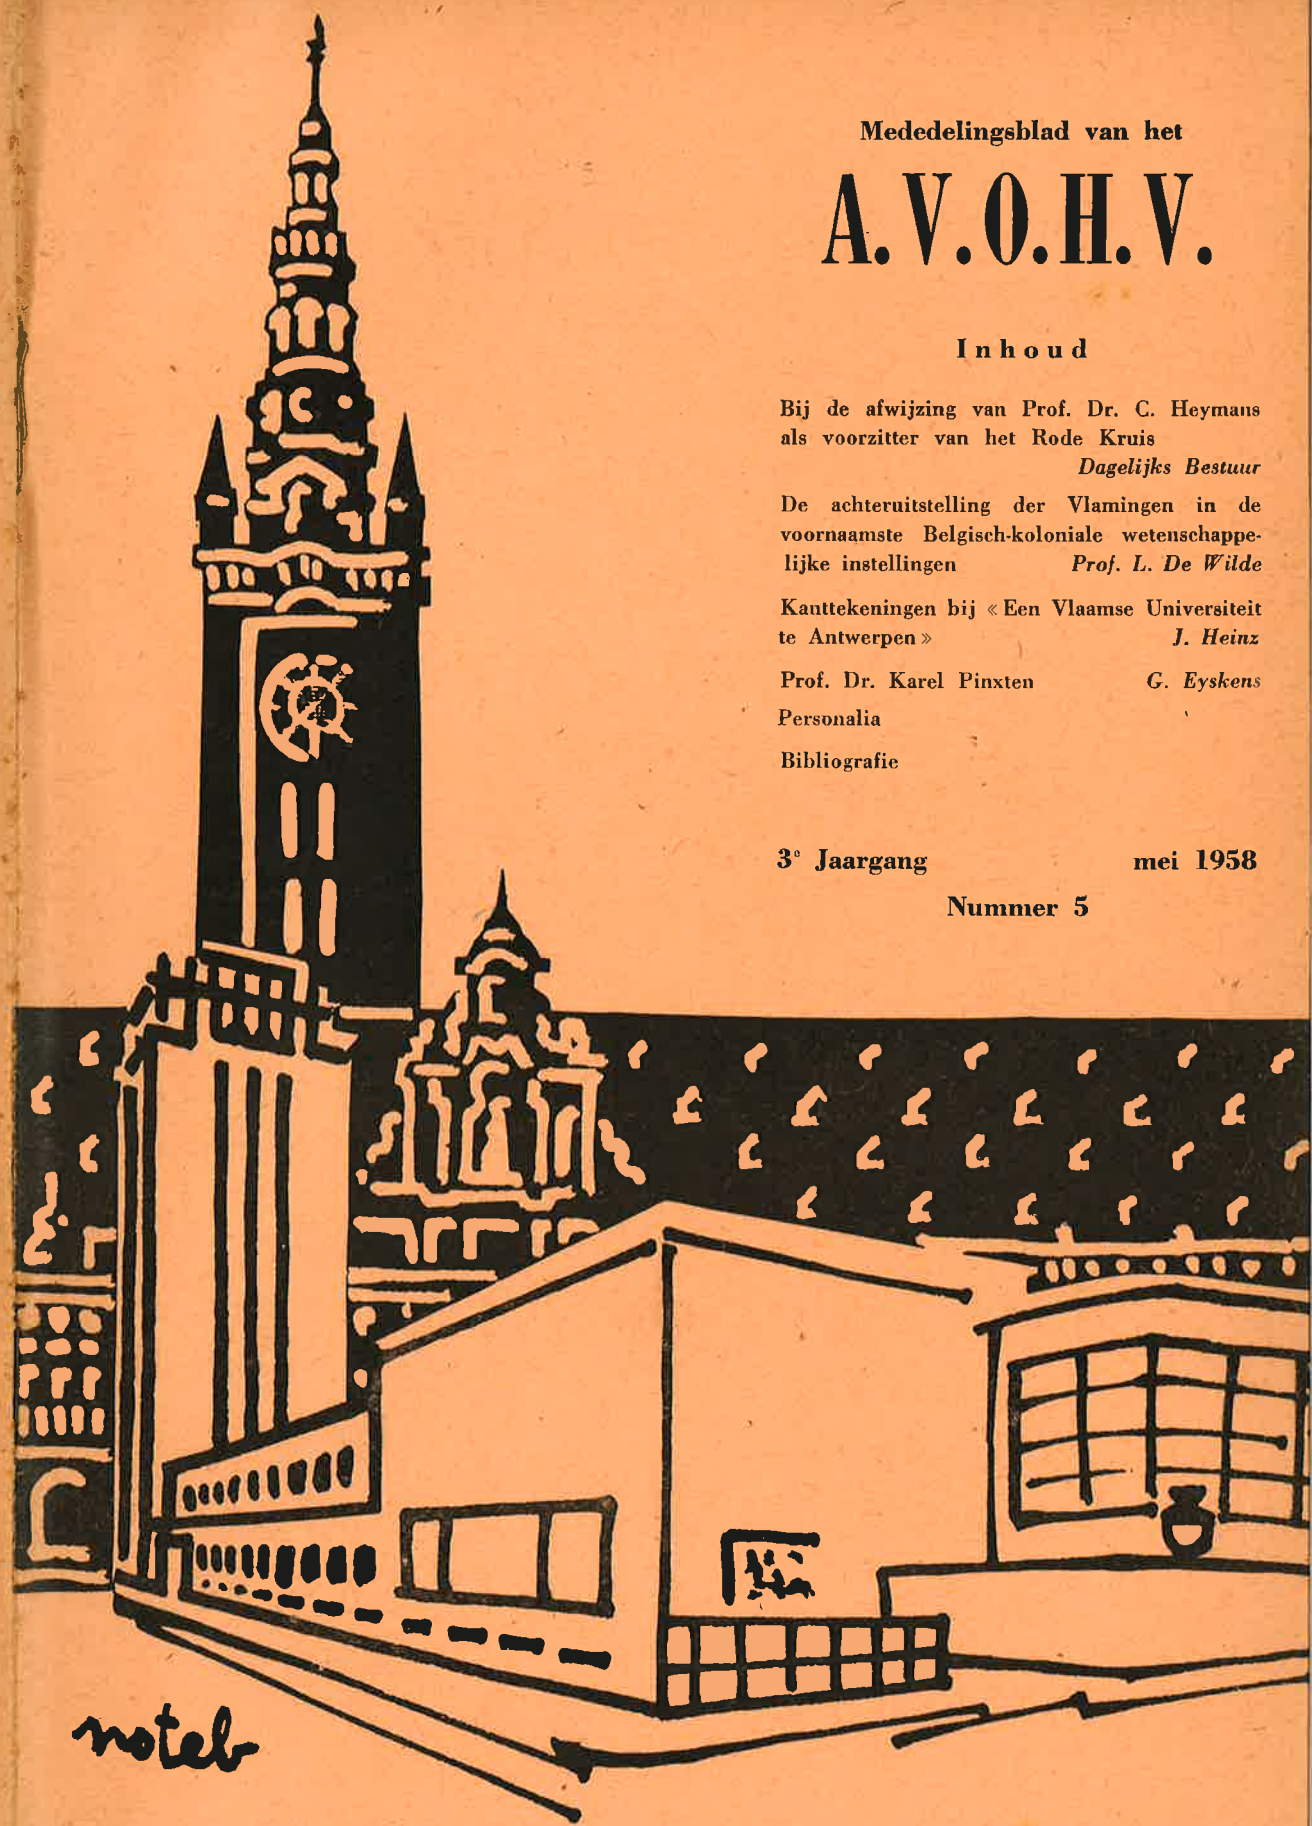 Mededelingsblad van het
A.V.O.H.V.
Inhoud
Bij de afwijzing van Prof. Dr. C. Heymans
als voorzitter van het Rode Kruis
Dagelijks Bestuur
De achteruitstelling der Vlamingen in de
voornaamste Belgisch-koloniale wetenschappe-
lijke instellingen Prof. L. De Wilde
Kanttekeningen bij « Een Vlaamse Universiteit
te Antwerpen » J. Heinz
Prof. Dr. Karel Pinxten G. Eyskens
Personalia
Bibliografie
3e Jaargang mei 1958
Nummer 5
noteb